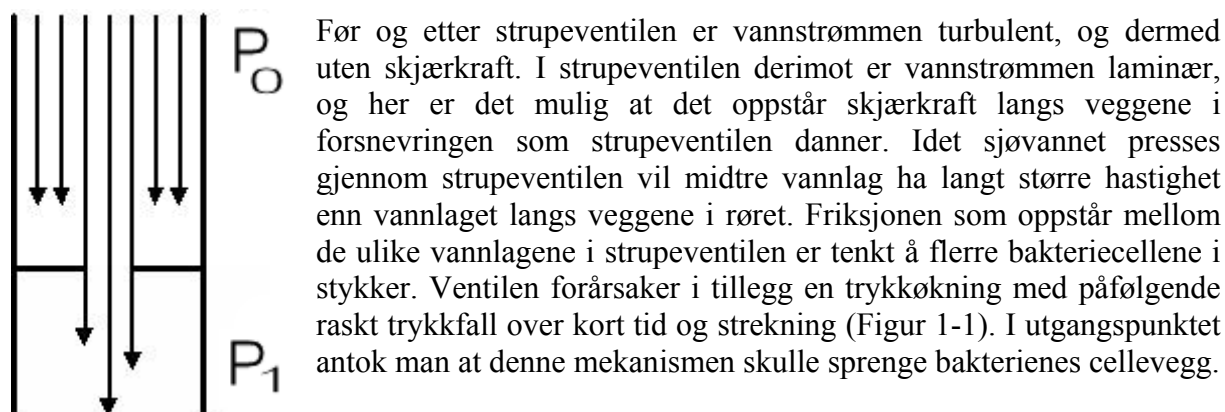 P0
P1
Før og etter strupeventilen er vannstrømmen turbulent, og dermed
uten skjærkraft. I strupeventilen derimot er vannstrømmen laminær,
og her er det mulig at det oppstår skjærkraft langs veggene i
forsnevringen som strupeventilen danner. Idet sjøvannet presses
gjennom strupeventilen vil midtre vannlag ha langt større hastighet
enn vannlaget langs veggene i røret. Friksjonen som oppstår mellom
de ulike vannlagene i strupeventilen er tenkt å flerre bakteriecellene i
stykker. Ventilen forårsaker i tillegg en trykkøkning med påfølgende
raskt trykkfall over kort tid og strekning (Figur 1-1). I utgangspunktet
antok man at denne mekanismen skulle sprenge bakterienes cellevegg.